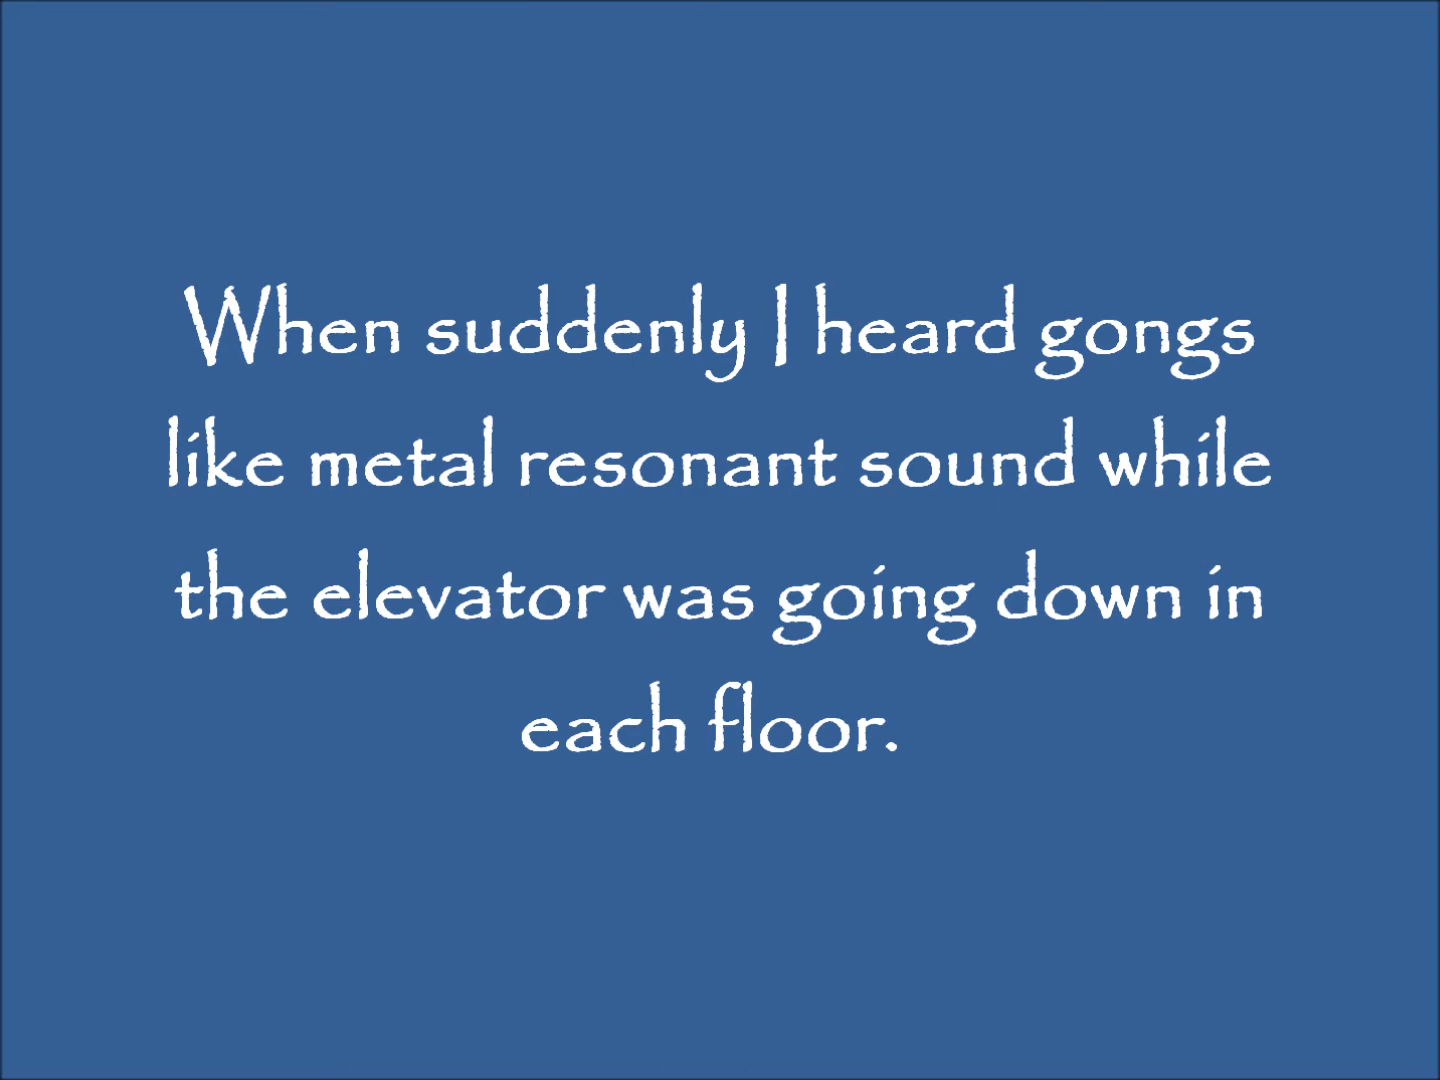 When suddenly I heard gongs
like metal resonant sound while
the elevator was going down in
each floor.